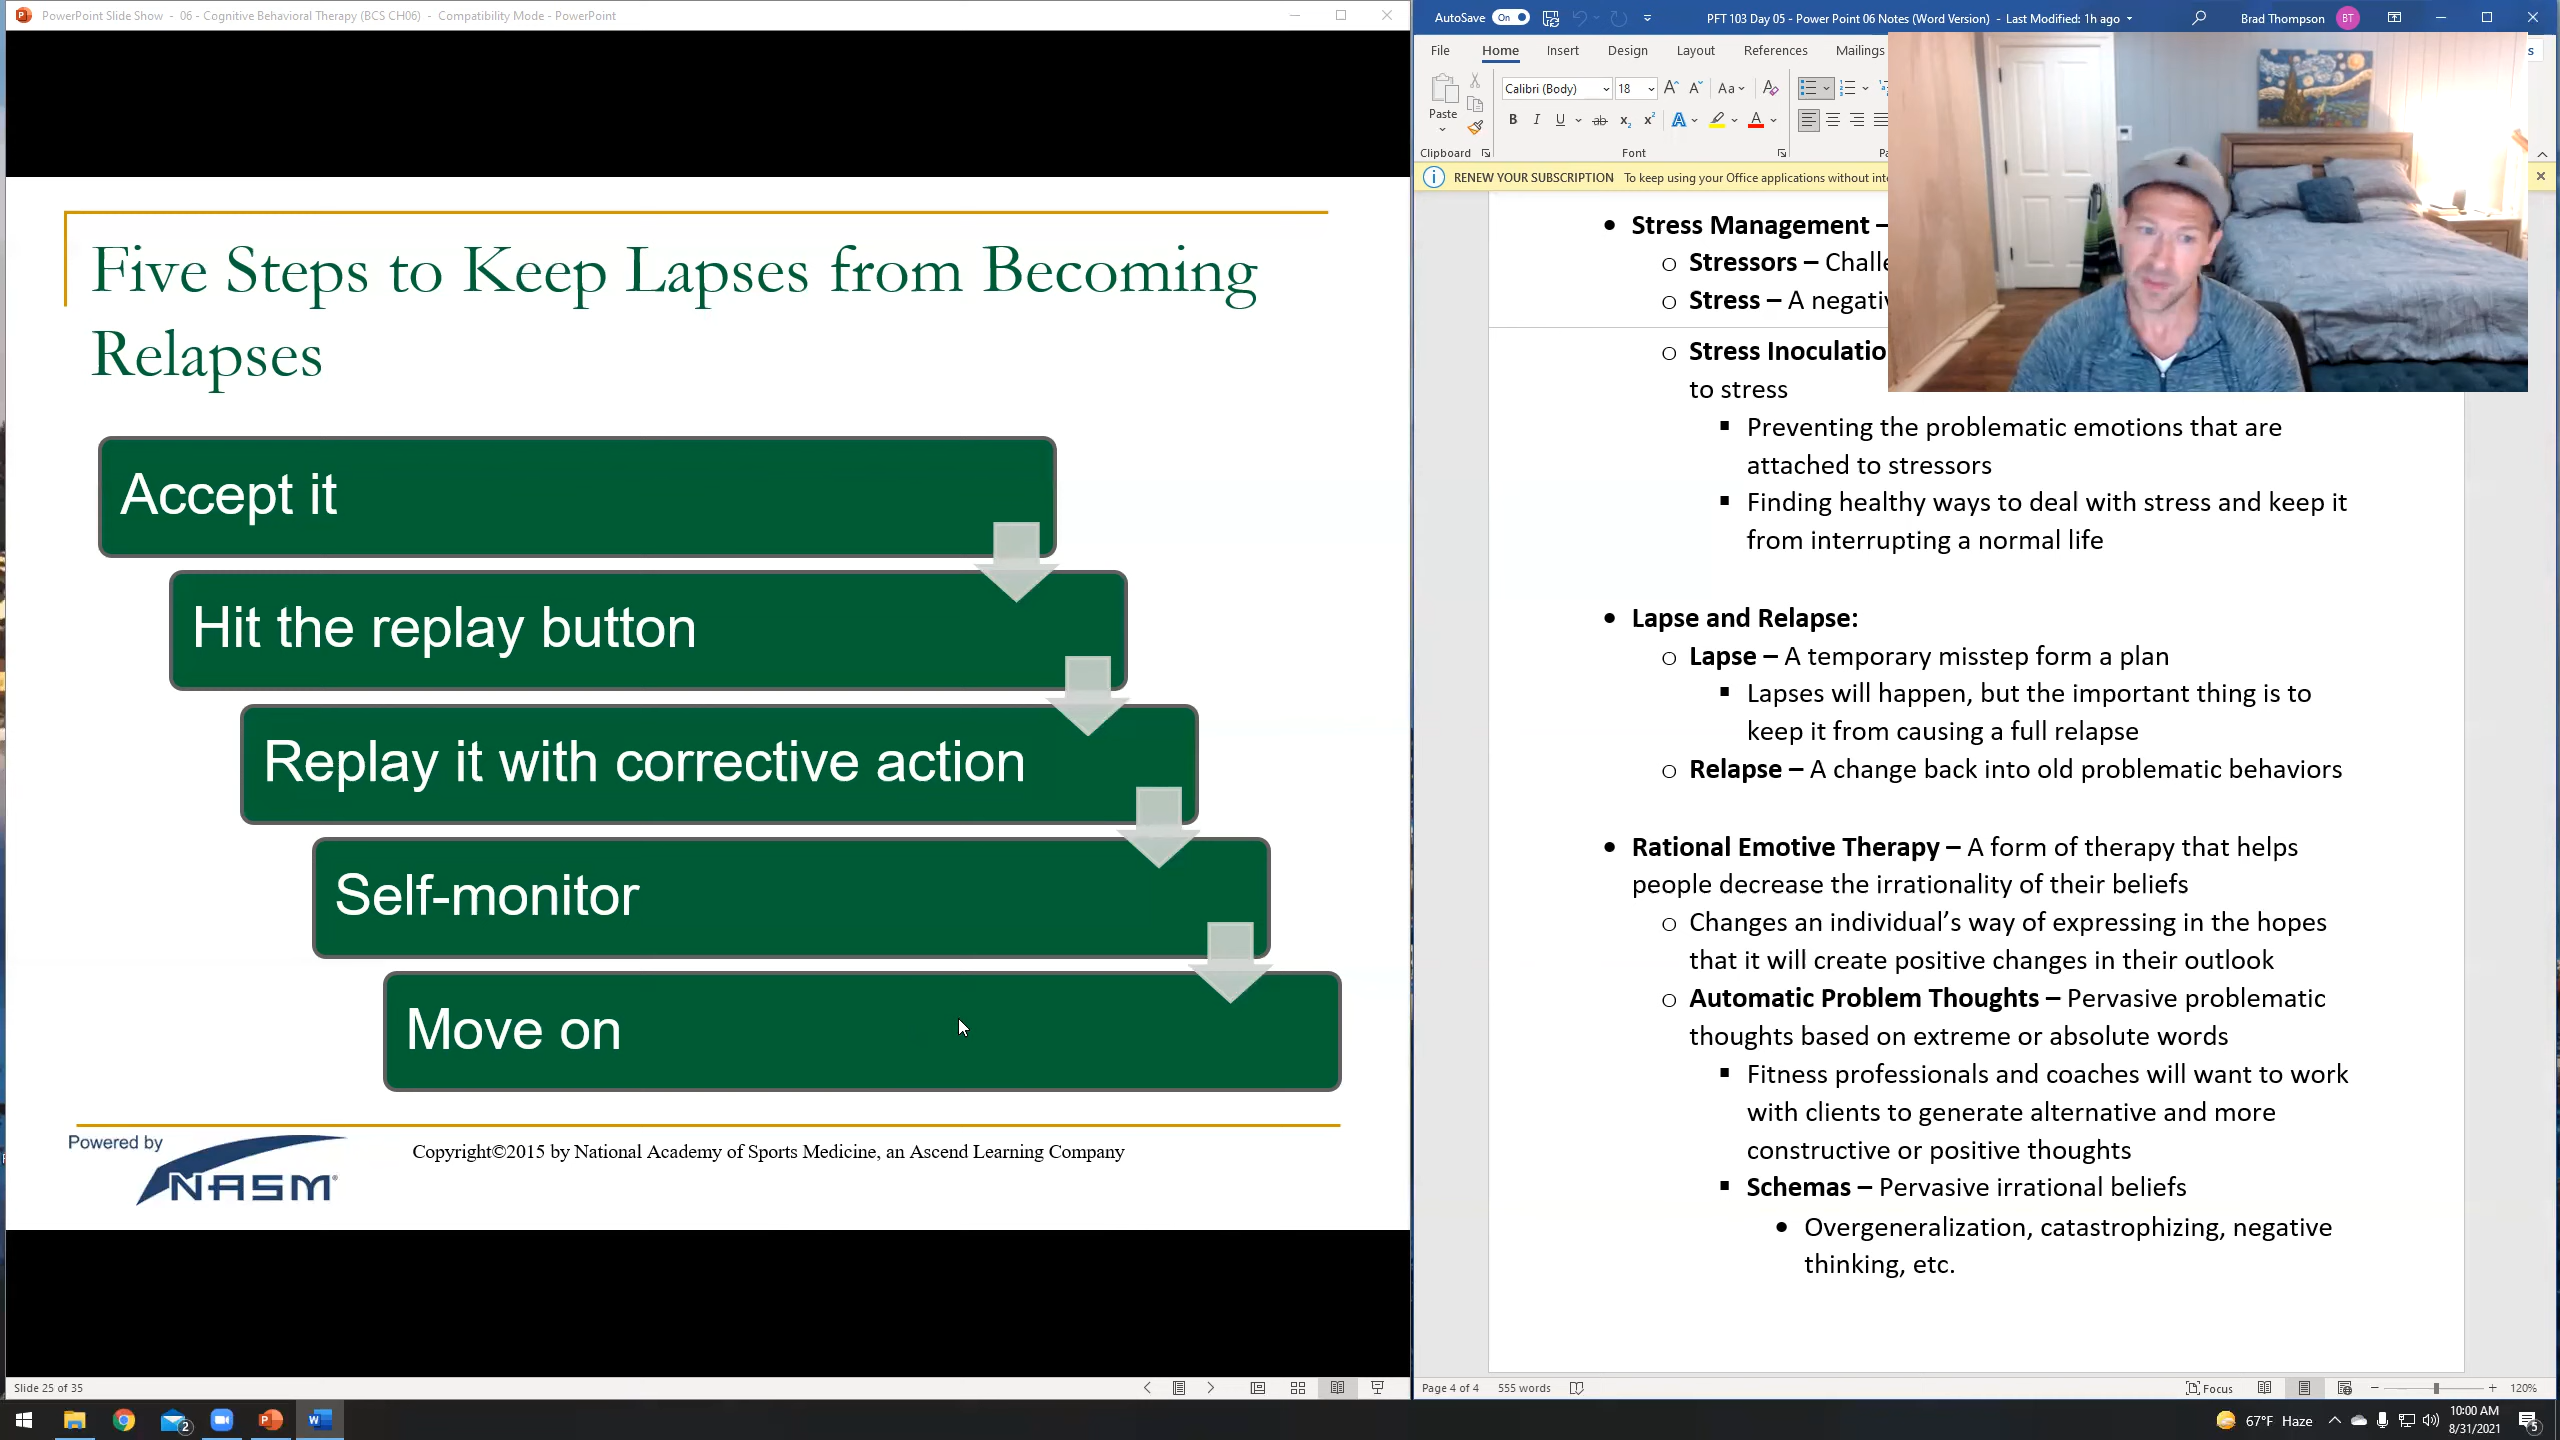 PowerPoint Slide Show - 06 - Cognitive Behavioral Therapy (BCS CH06) - Compatibility Mode - PowerPoint
Five Steps to Keep Lapses from Becoming
Relapses
Accept it
Hit the replay button
Replay it with corrective action
Self-monitor
Move on
Powered by
NASM
Copyright©2015 by National Academy of Sports Medicine, an Ascend Learning Company
Slide 25 of 35
AutoSave On
PFT 103 Day 05 - Power Point 06 Notes (Word Version) - Last Modified: 1h ago
Brad Thompson BT
File Home Insert Design Layout References Mailings
Calibri (Body) 18
Paste
Clipboard Font
RENEW YOUR SUBSCRIPTION To keep using your Office applications without
• Stress Management –
o Stressors –
o Stress – A
o Stress
to stress
▪ Preventing the problematic emotions that are
attached to stressors
▪ Finding healthy ways to deal with stress and keep it
from interrupting a normal life
• Lapse and Relapse:
o Lapse – A temporary misstep form a plan
▪ Lapses will happen, but the important thing is to
keep it from causing a full relapse
o Relapse – A change back into old problematic behaviors
• Rational Emotive Therapy – A form of therapy that helps
people decrease the irrationality of their beliefs
o Changes an individual’s way of expressing in the hopes
that it will create positive changes in their outlook
o Automatic Problem Thoughts – Pervasive problematic
thoughts based on extreme or absolute words
▪ Fitness professionals and coaches will want to work
with clients to generate alternative and more
constructive or positive thoughts
▪ Schemas – Pervasive irrational beliefs
• Overgeneralization, catastrophizing, negative
thinking, etc.
Page 4 of 4 555 words
Focus
120%
2
67°F Haze
10:00 AM
8/31/2021
5